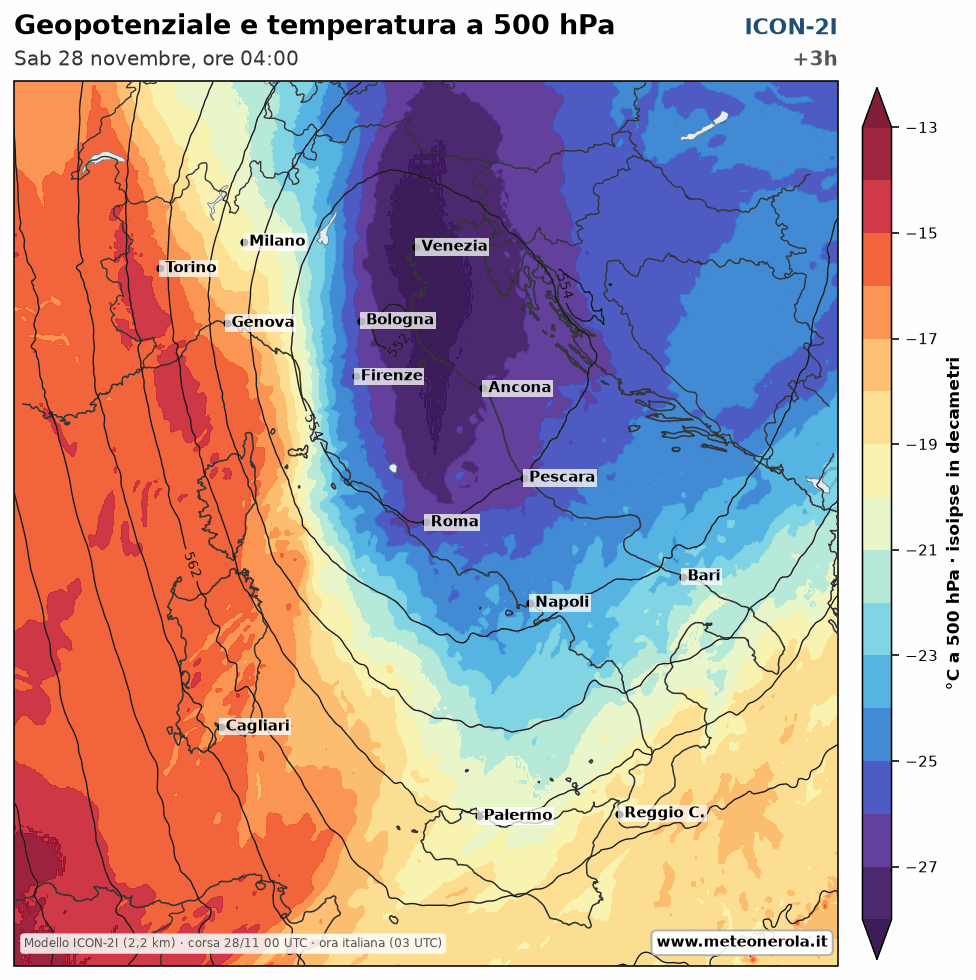 Geopotenziale e temperatura a 500 hPa
ICON-2I
Sab 28 novembre, ore 04:00
+3h
Milano
Venezia
Torino
Genova
Bologna
Firenze
Ancona
Pescara
Roma
Bari
Napoli
Cagliari
Palermo
Reggio C.
554
552
554
562
−13
−15
−17
−19
−21
−23
−25
−27
°C a 500 hPa · isoipse in decametri
Modello ICON-2I (2,2 km) · corsa 28/11 00 UTC · ora italiana (03 UTC)
www.meteonerola.it